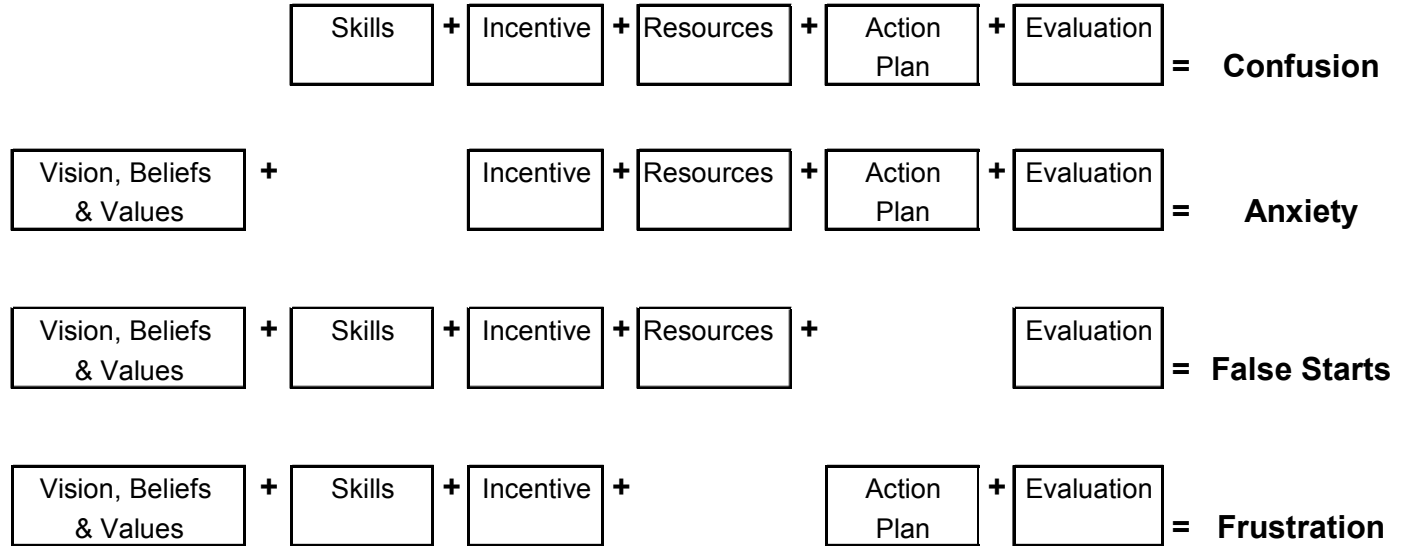 Skills + Incentive + Resources + Action Plan + Evaluation = Confusion
Vision, Beliefs & Values + Incentive + Resources + Action Plan + Evaluation = Anxiety
Vision, Beliefs & Values + Skills + Incentive + Resources + Evaluation = False Starts
Vision, Beliefs & Values + Skills + Incentive + Action Plan + Evaluation = Frustration